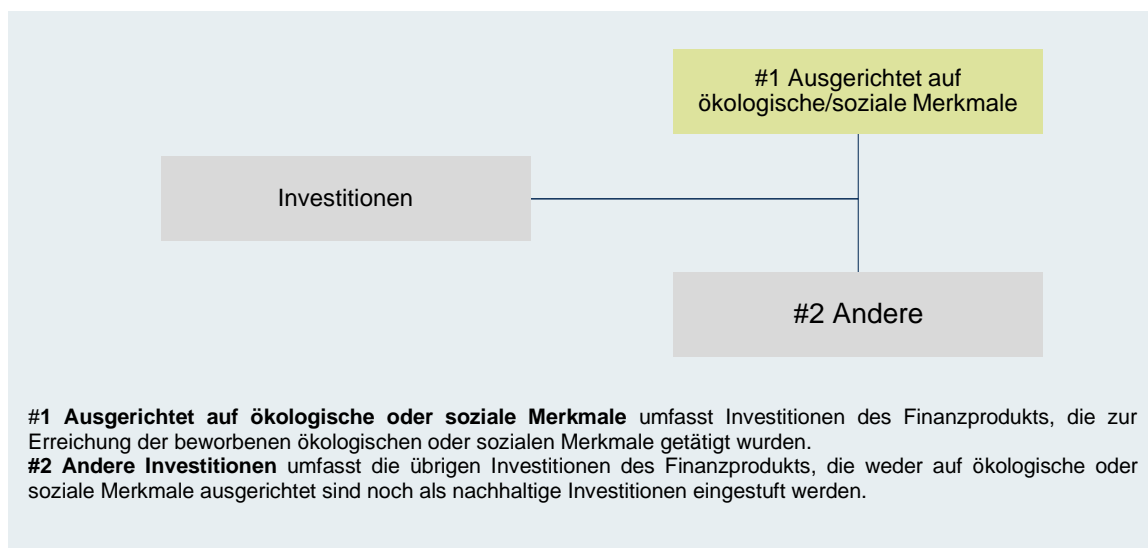 #1 Ausgerichtet auf
ökologische/soziale Merkmale
Investitionen
#2 Andere
#1 Ausgerichtet auf ökologische oder soziale Merkmale umfasst Investitionen des Finanzprodukts, die zur
Erreichung der beworbenen ökologischen oder sozialen Merkmale getätigt wurden.
#2 Andere Investitionen umfasst die übrigen Investitionen des Finanzprodukts, die weder auf ökologische oder
soziale Merkmale ausgerichtet sind noch als nachhaltige Investitionen eingestuft werden.